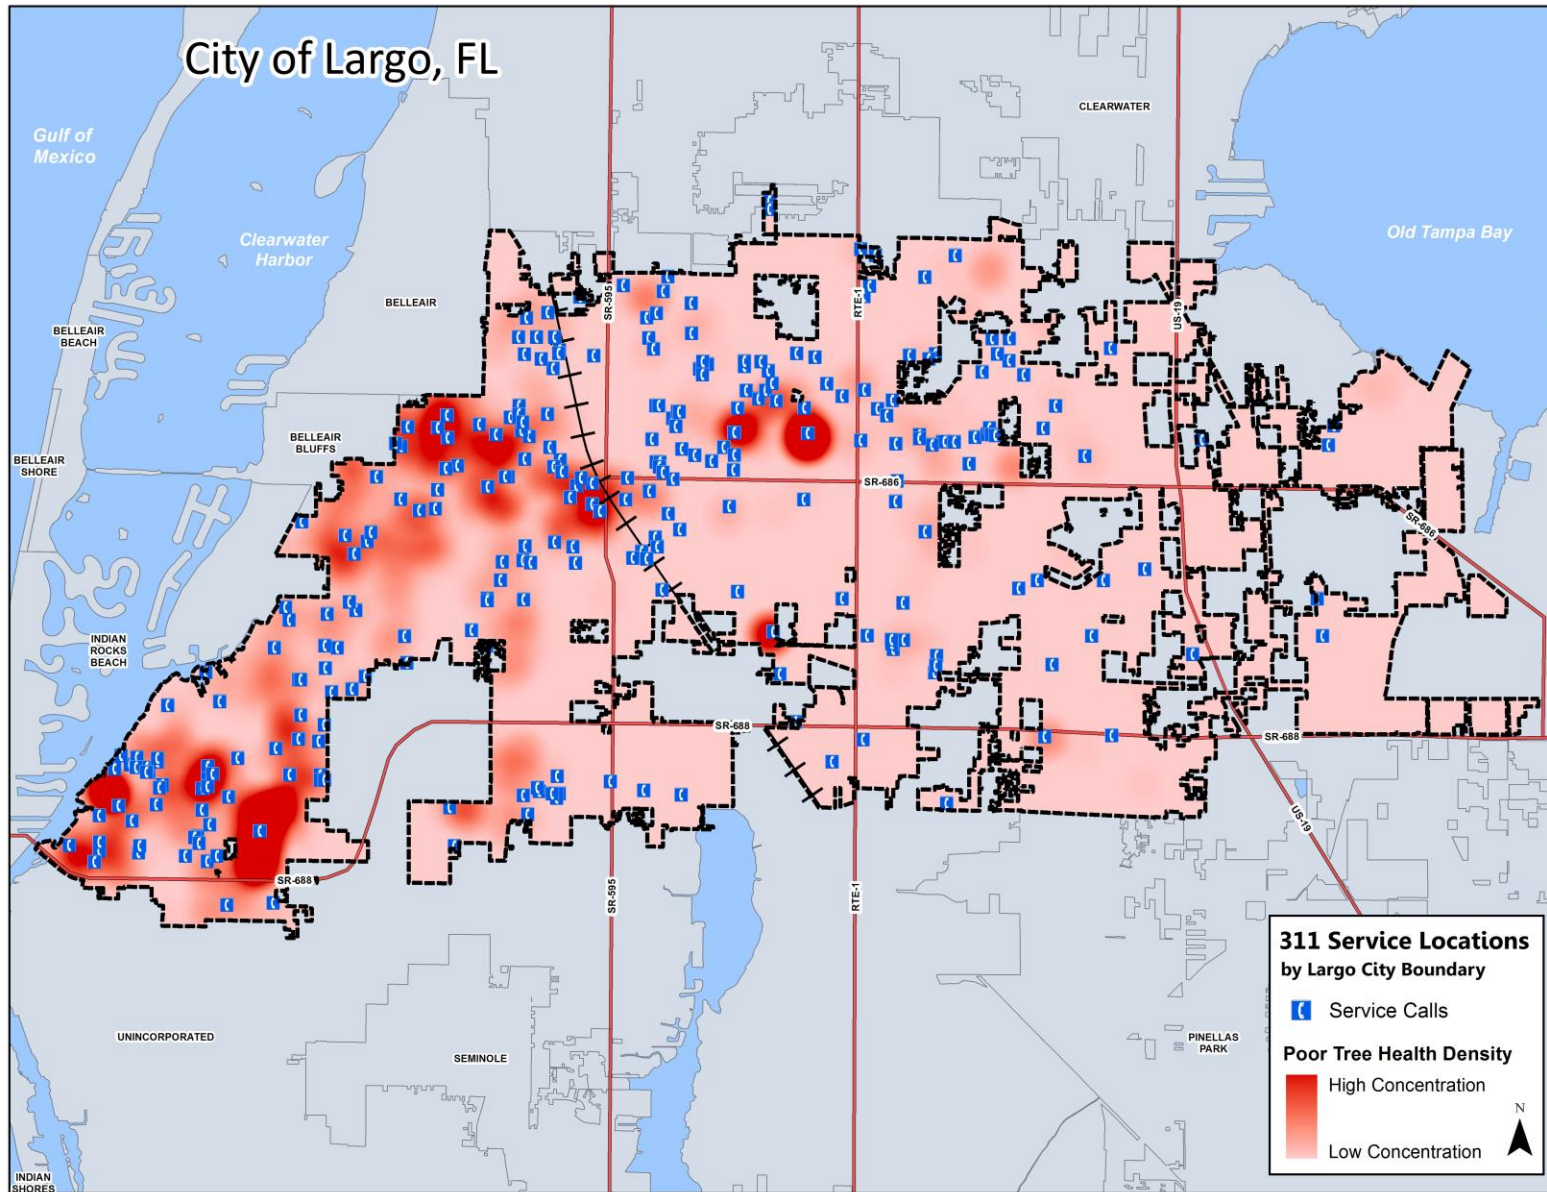 City of Largo, FL
CLEARWATER
Gulf of
Mexico
Clearwater
Harbor
Old Tampa Bay
BELLEAIR
SR-595
RTE-1
US-19
BELLEAIR
BEACH
BELLEAIR
BLUFFS
BELLEAIR
SHORE
SR-686
SR-686
INDIAN
ROCKS
BEACH
SR-688
SR-688
US-19
SR-688
SR-595
RTE-1
UNINCORPORATED
SEMINOLE
PINELLAS
PARK
INDIAN
SHORES
311 Service Locations
by Largo City Boundary
Service Calls
Poor Tree Health Density
High Concentration
Low Concentration
N